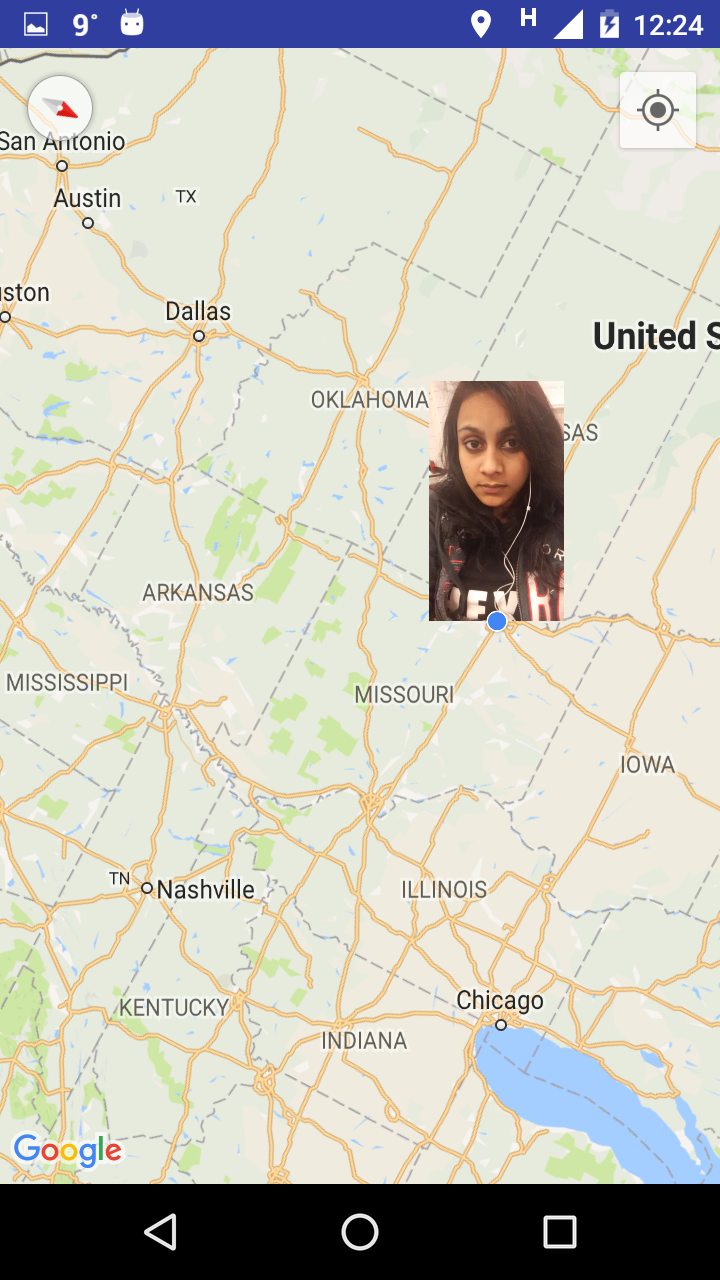 9°
H
12:24
San Antonio
Austin
TX
ston
Dallas
United S
OKLAHOMA
SAS
ARKANSAS
MISSISSIPPI
MISSOURI
IOWA
TN
Nashville
ILLINOIS
Chicago
KENTUCKY
INDIANA
Google